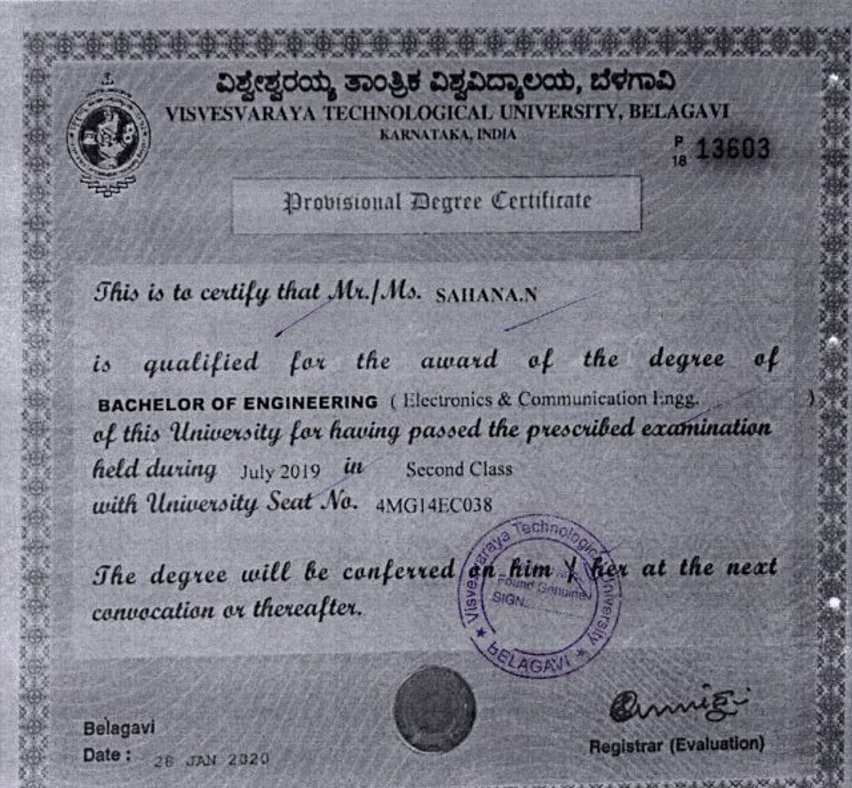 ವಿಶ್ವೇಶ್ವರಯ್ಯ ತಾಂತ್ರಿಕ ವಿಶ್ವವಿದ್ಯಾಲಯ, ಬೆಳಗಾವಿ
VISVESVARAYA TECHNOLOGICAL UNIVERSITY, BELAGAVI
KARNATAKA, INDIA
P 18 13603
Provisional Degree Certificate
This is to certify that Mr./Ms. SAHANA.N
is qualified for the award of the degree of
BACHELOR OF ENGINEERING ( Electronics & Communication Engg. )
of this University for having passed the prescribed examination
held during July 2019 in Second Class
with University Seat No. 4MG14EC038
The degree will be conferred on him / her at the next
convocation or thereafter.
Visvesvaraya Technological University
Found Genuine
SIGN
BELAGAVI
Belagavi
Date : 28 JAN 2020
Registrar (Evaluation)